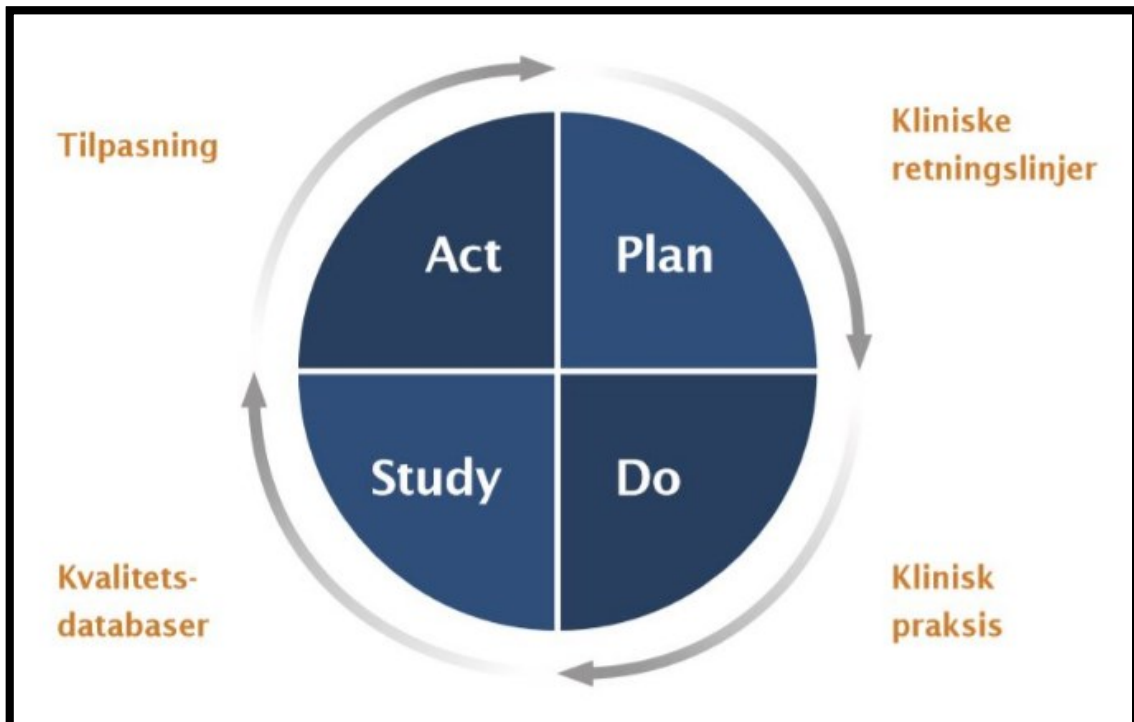 Tilpasning
Kliniske
retningslinjer
Act
Plan
Study
Do
Kvalitets-
databaser
Klinisk
praksis